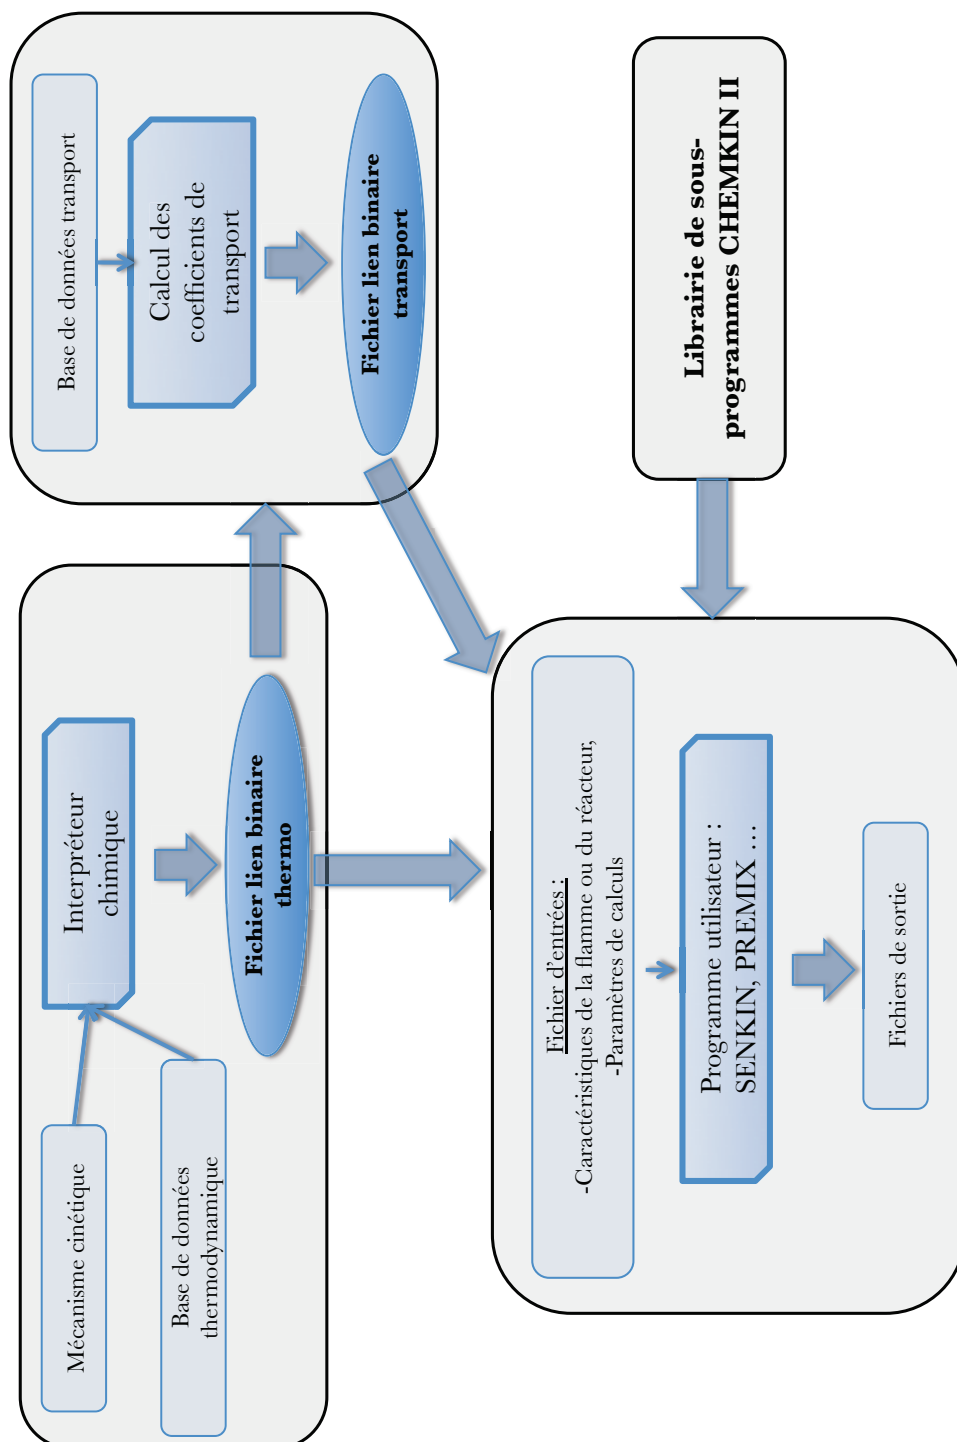 Mécanisme cinétique
Base de données
thermodynamique
Interpréteur
chimique
Fichier lien binaire
thermo
Base de données transport
Calcul des
coefficients de
transport
Fichier lien binaire
transport
Fichier d'entrées :
-Caractéristiques de la flamme ou du réacteur,
-Paramètres de calculs
Programme utilisateur :
SENKIN, PREMIX …
Fichiers de sortie
Librairie de sous-
programmes CHEMKIN II